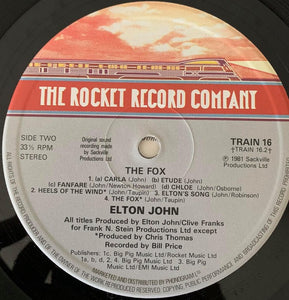 THE ROCKET RECORD COMPANY
SIDE TWO
33⅓ RPM
STEREO
Original sound
recording made
by Sackville
Productions Ltd
TRAIN 16
(TRAIN 16.2)
℗ 1981 Sackville
Productions Ltd
THE FOX
1. (a) CARLA (John) (b) ETUDE (John)
(c) FANFARE (John/Newton-Howard) (d) CHLOE (John/Osborne)
2. HEELS OF THE WIND* (John/Taupin) 3. ELTON'S SONG (John/Robinson)
4. THE FOX* (John/Taupin)
ELTON JOHN
All titles Produced by Elton John/Clive Franks
for Frank N. Stein Productions Ltd except
*Produced by Chris Thomas
Recorded by Bill Price
Publishers: 1c. Big Pig Music Ltd/Rocket Music Ltd
1a, b, d, 2, 4. Big Pig Music Ltd 3. Big Pig
Music Ltd/EMI Music Ltd
MARKETED AND DISTRIBUTED BY PHONOGRAM